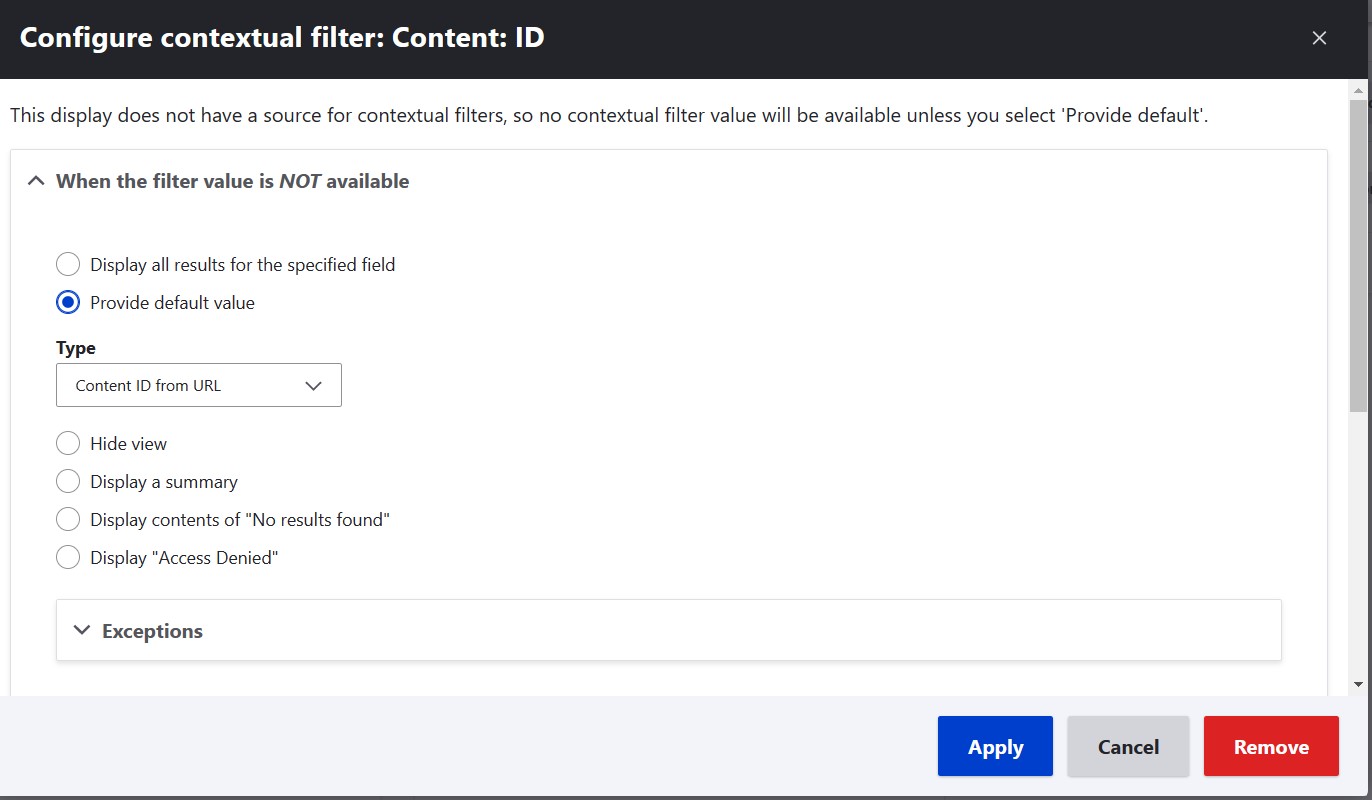 Configure contextual filter: Content: ID
This display does not have a source for contextual filters, so no contextual filter value will be available unless you select 'Provide default'.
When the filter value is NOT available
Display all results for the specified field
Provide default value
Type
Content ID from URL
Hide view
Display a summary
Display contents of "No results found"
Display "Access Denied"
Exceptions
Apply
Cancel
Remove